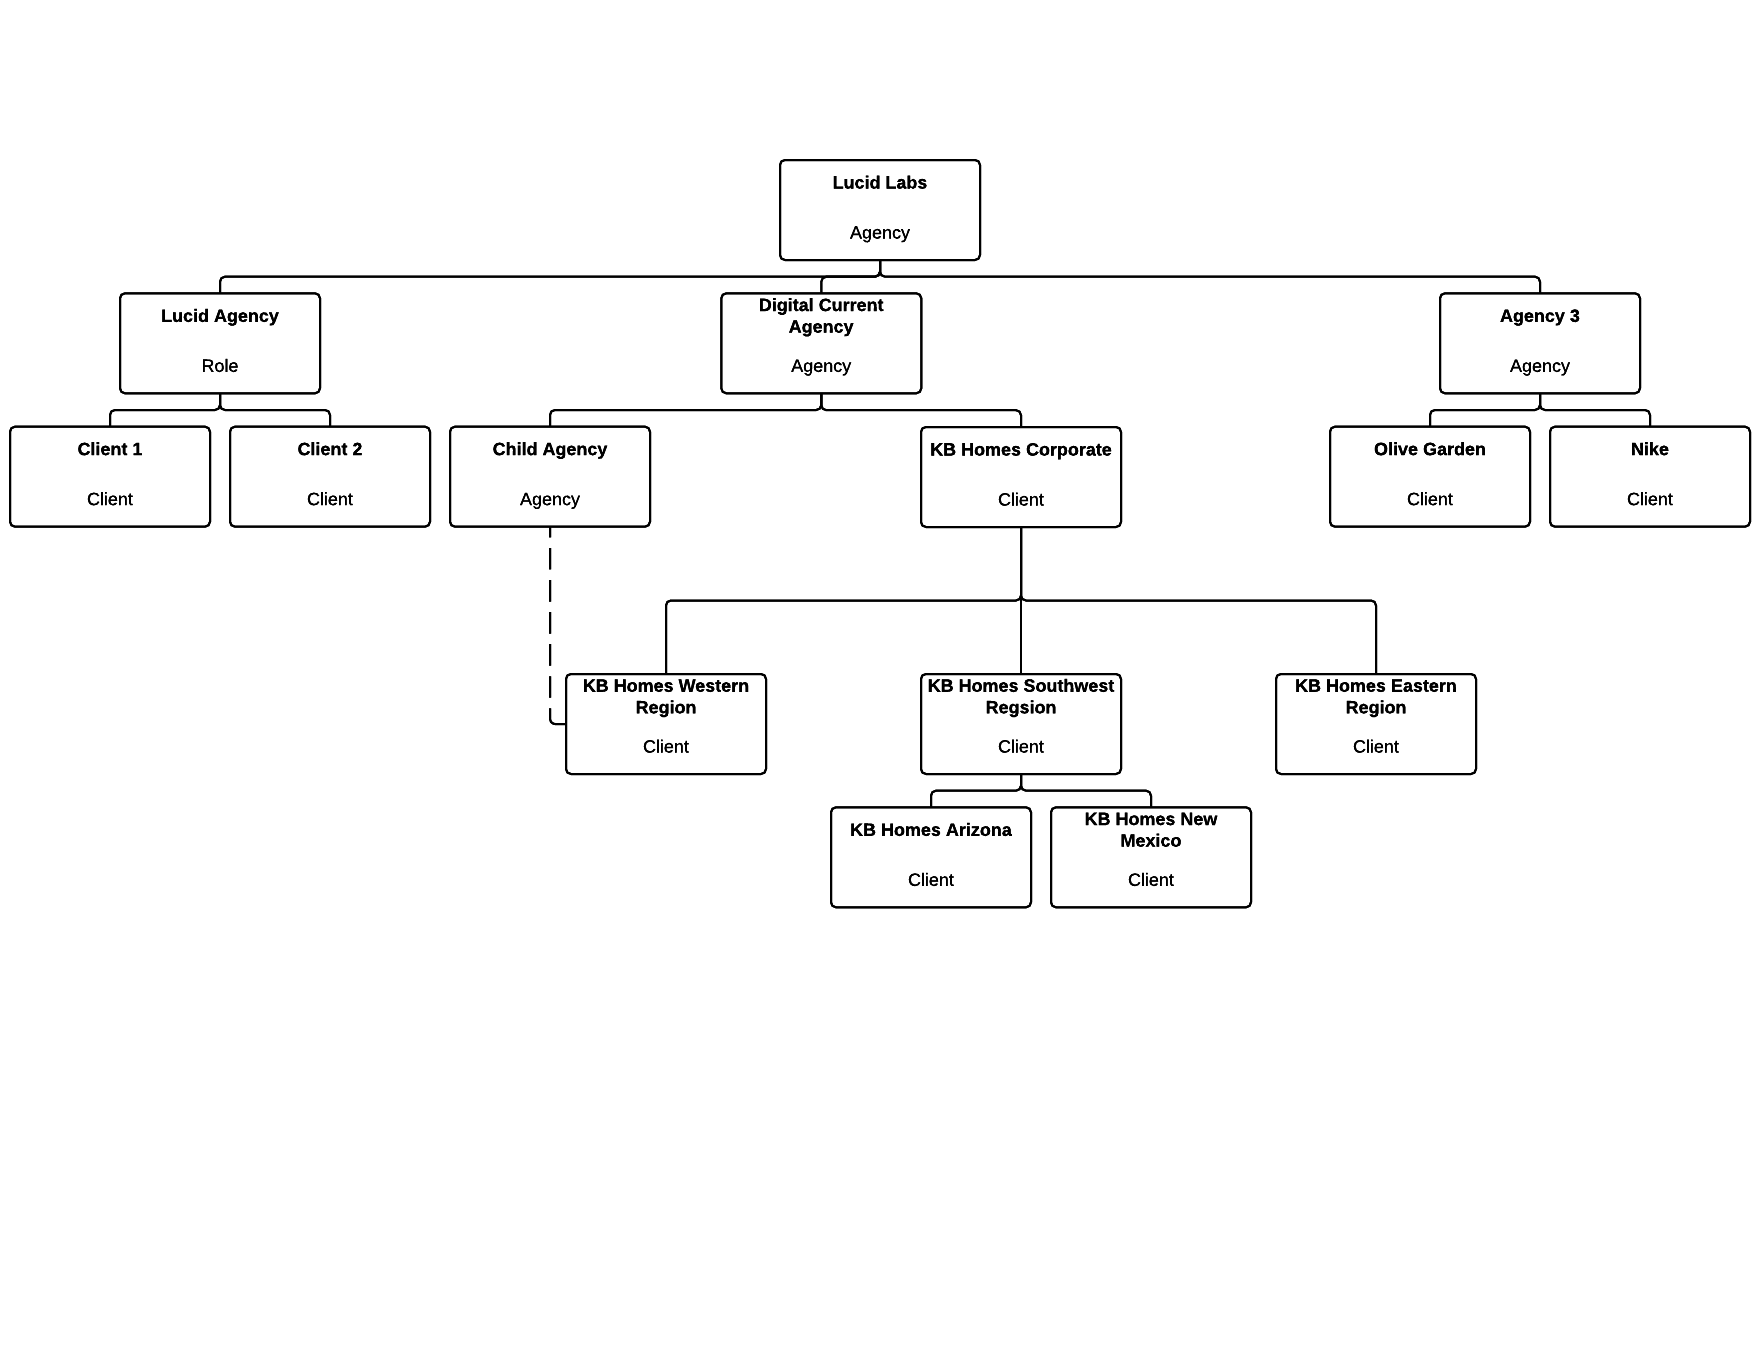 Lucid Labs
Agency
Lucid Agency
Role
Digital Current
Agency
Agency
Agency 3
Agency
Client 1
Client
Client 2
Client
Child Agency
Agency
KB Homes Corporate
Client
Olive Garden
Client
Nike
Client
KB Homes Western
Region
Client
KB Homes Southwest
Regsion
Client
KB Homes Eastern
Region
Client
KB Homes Arizona
Client
KB Homes New
Mexico
Client